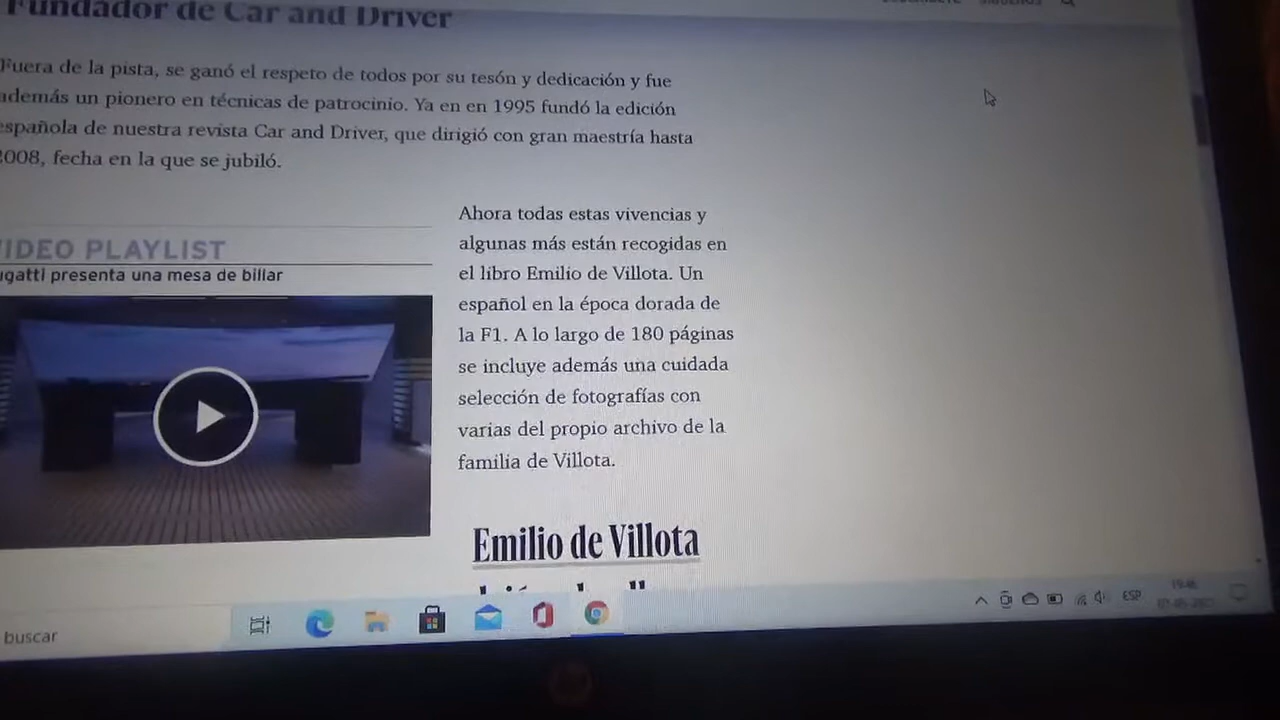 Fundador de Car and Driver
Fuera de la pista, se ganó el respeto de todos por su tesón y dedicación y fue
además un pionero en técnicas de patrocinio. Ya en en 1995 fundó la edición
española de nuestra revista Car and Driver, que dirigió con gran maestría hasta
2008, fecha en la que se jubiló.
VIDEO PLAYLIST
ugatti presenta una mesa de billar
Ahora todas estas vivencias y
algunas más están recogidas en
el libro Emilio de Villota. Un
español en la época dorada de
la F1. A lo largo de 180 páginas
se incluye además una cuidada
selección de fotografías con
varias del propio archivo de la
familia de Villota.
Emilio de Villota
buscar
ESP